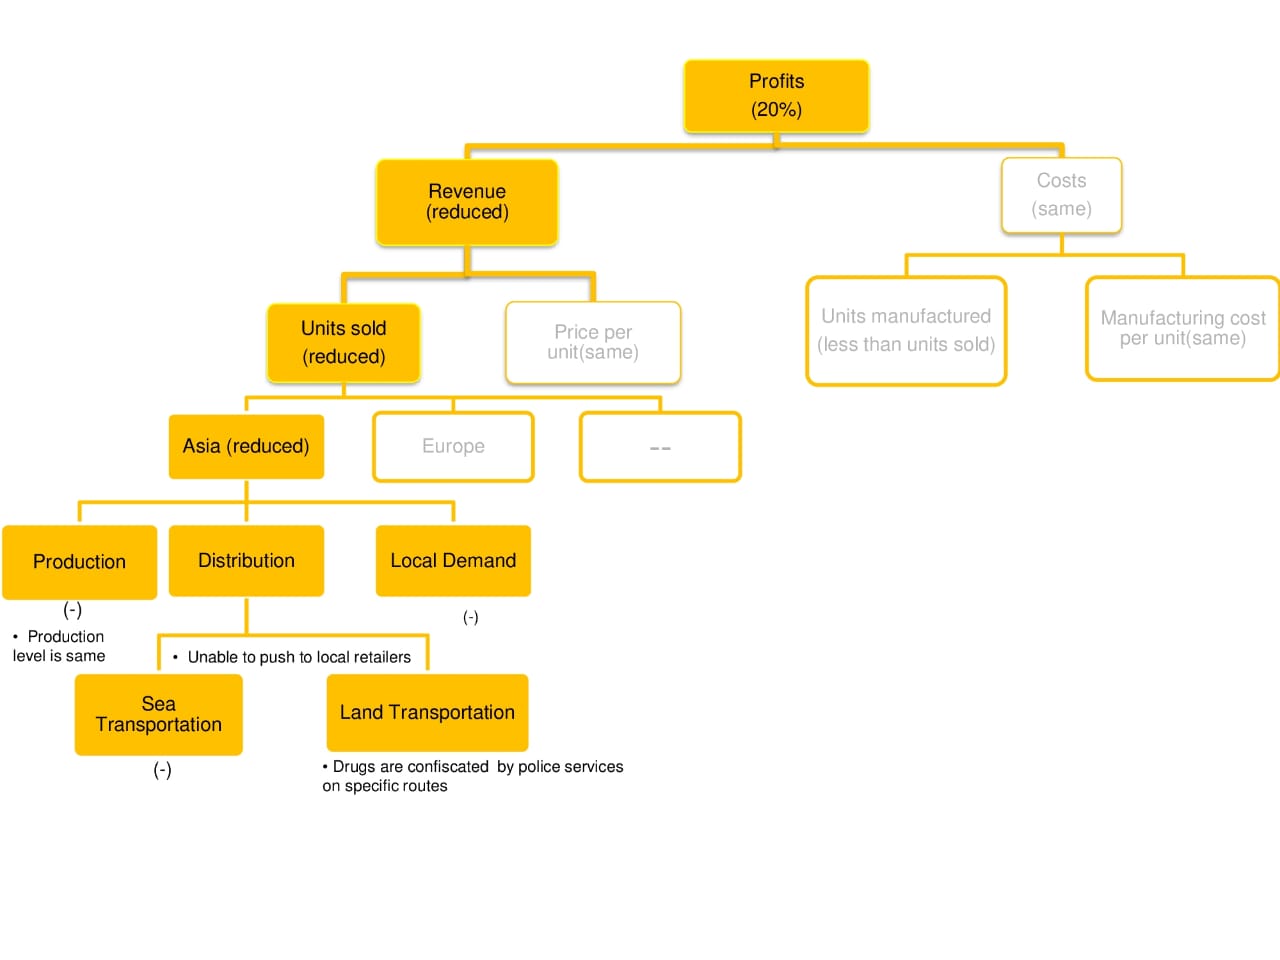 Profits
(20%)
Revenue
(reduced)
Costs
(same)
Units sold
(reduced)
Price per
unit(same)
Units manufactured
(less than units sold)
Manufacturing cost
per unit(same)
Asia (reduced)
Europe
--
Production
Distribution
Local Demand
(-)
(-)
• Production
level is same
• Unable to push to local retailers
Sea
Transportation
Land Transportation
(-)
• Drugs are confiscated by police services
on specific routes